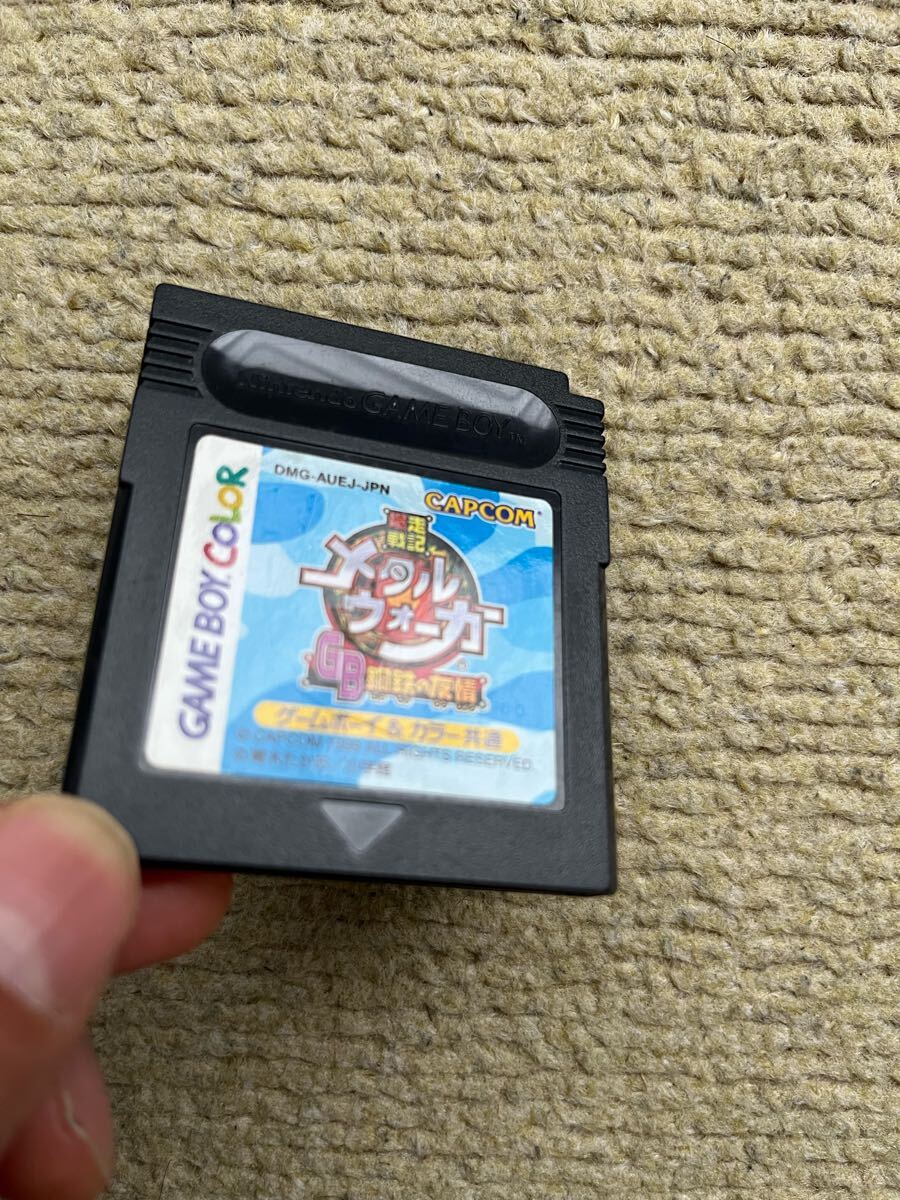 Nintendo GAME BOY™
GAME BOY COLOR
DMG-AUEJ-JPN
CAPCOM
爆走
戦記
メタル
ウォーカー
GB 鋼鉄の友情
ゲームボーイ&カラー共通
© CAPCOM 1999 ALL RIGHTS RESERVED.